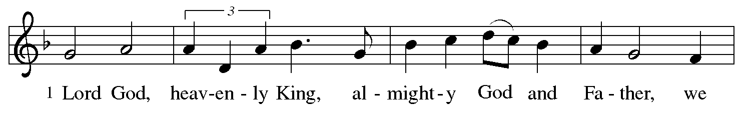 3
1 Lord God, heav-en - ly King, al - might - y God and Fa - ther, we